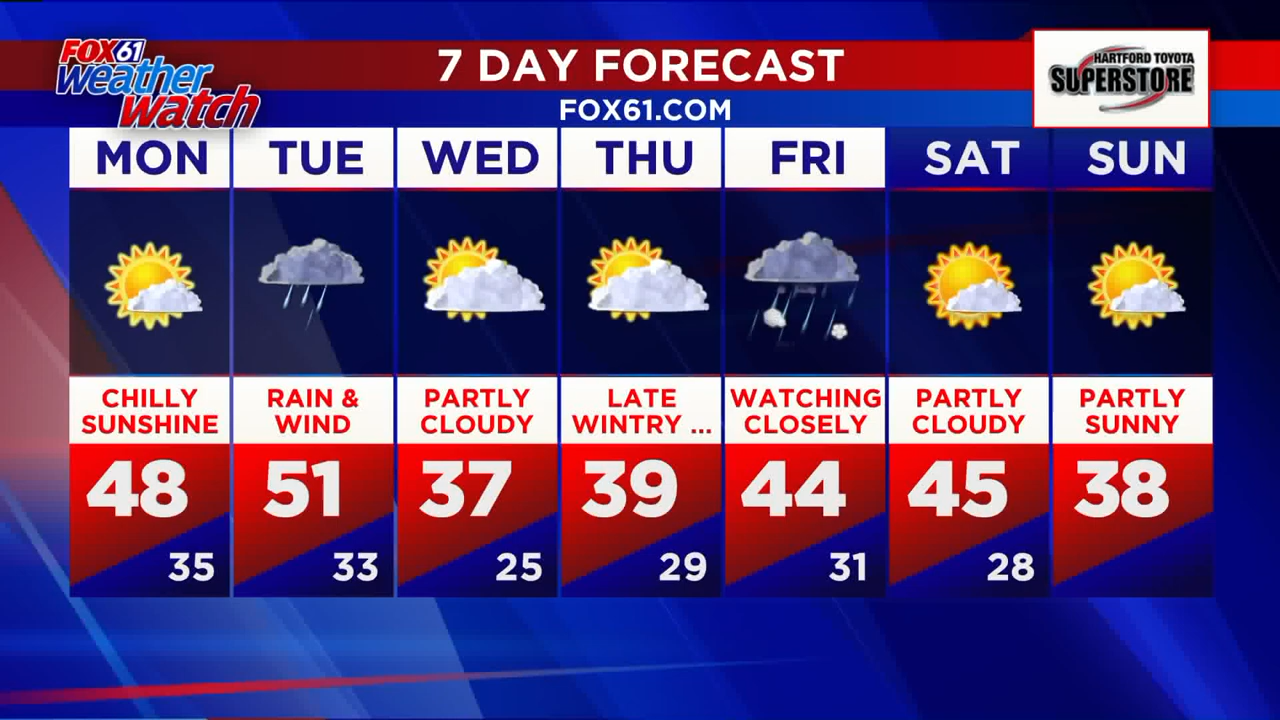 FOX61
weather
watch
7 DAY FORECAST
FOX61.COM
HARTFORD TOYOTA
SUPERSTORE
MON TUE WED THU FRI SAT SUN
CHILLY SUNSHINE
RAIN & WIND
PARTLY CLOUDY
LATE WINTRY ...
WATCHING CLOSELY
PARTLY CLOUDY
PARTLY SUNNY
48 51 37 39 44 45 38
35 33 25 29 31 28